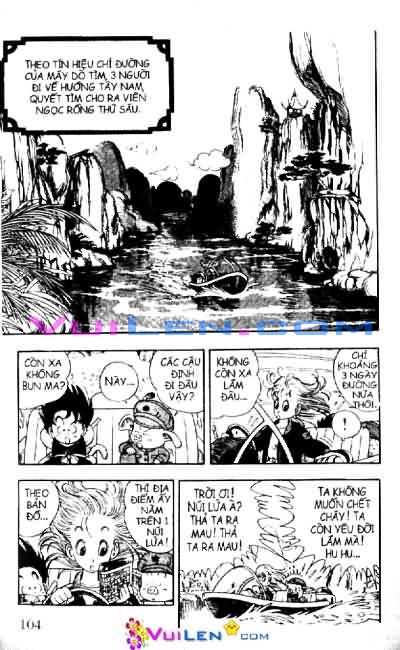 THEO TÍN HIỆU CHỈ ĐƯỜNG
CỦA MÁY DÒ TÌM, 3 NGƯỜI
ĐI VỀ HƯỚNG TÂY NAM,
QUYẾT TÌM CHO RA VIÊN
NGỌC RỒNG THỨ SÁU.
VUILEN.COM
CÒN XA
KHÔNG
BUN MA?
NÀY...
CÁC CẬU
ĐỊNH
ĐI ĐÂU
VẬY?
KHÔNG
CÒN XA
LẮM
ĐÂU...
CHỈ
KHOẢNG
3 NGÀY
ĐƯỜNG
NỮA
THÔI.
!
THEO
BẢN
ĐỒ...
THÌ ĐỊA
ĐIỂM ẤY
NẰM
TRÊN 1
NÚI
LỬA!
TRỜI ƠI!
NÚI LỬA À?
THẢ TA RA
MAU! THẢ
TA RA MAU!
TA KHÔNG
MUỐN CHẾT
CHÁY! TA
CÒN YÊU ĐỜI
LẮM MÀ!
HU HU...
104
VUILEN.COM